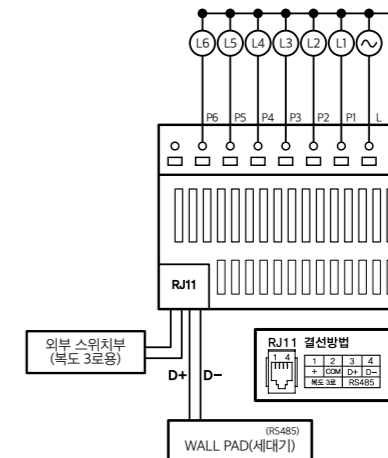 L6 L5 L4 L3 L2 L1
P6 P5 P4 P3 P2 P1 L
RJ11
외부 스위치부
(복도 3로용)
D+ D-
RJ11 결선방법
1 4
1 2 3 4
+ COM D+ D-
복도 3로 RS485
(RS485)
WALL PAD(세대기)